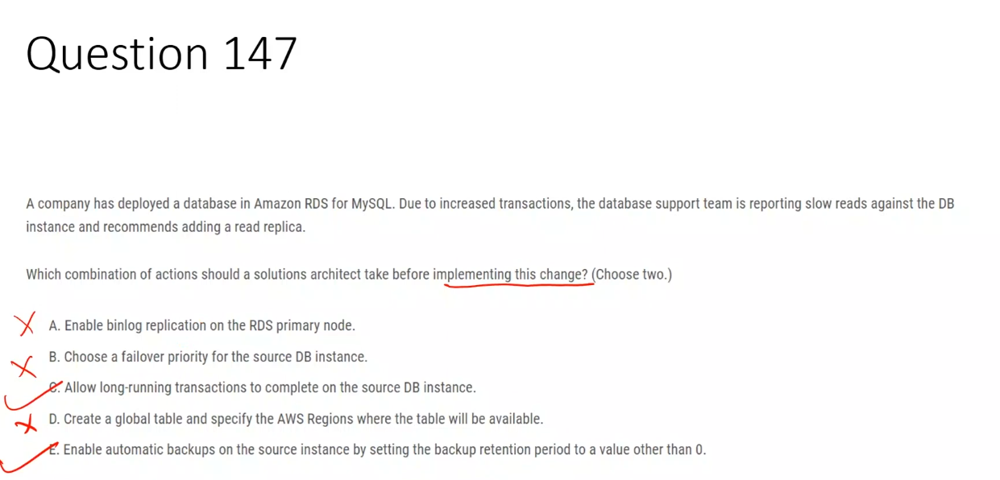 Question 147
A company has deployed a database in Amazon RDS for MySQL. Due to increased transactions, the database support team is reporting slow reads against the DB
instance and recommends adding a read replica.
Which combination of actions should a solutions architect take before implementing this change? (Choose two.)
A. Enable binlog replication on the RDS primary node.
B. Choose a failover priority for the source DB instance.
C. Allow long-running transactions to complete on the source DB instance.
D. Create a global table and specify the AWS Regions where the table will be available.
E. Enable automatic backups on the source instance by setting the backup retention period to a value other than 0.